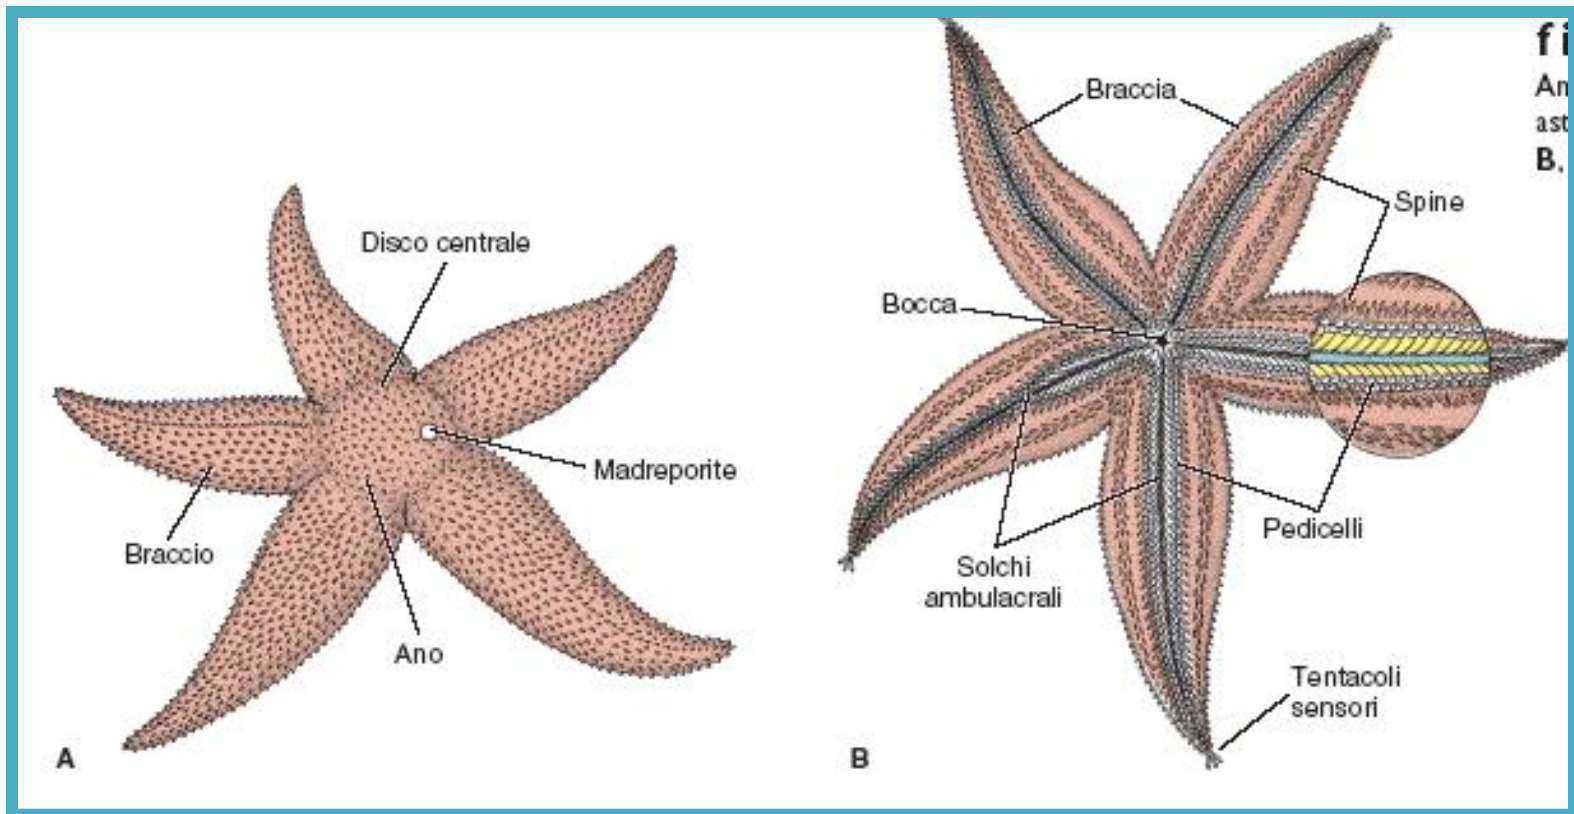 Disco centrale
Madreporite
Braccio
Ano
A
Braccia
Spine
Bocca
Pedicelli
Solchi
ambulacrali
Tentacoli
sensori
B
B.